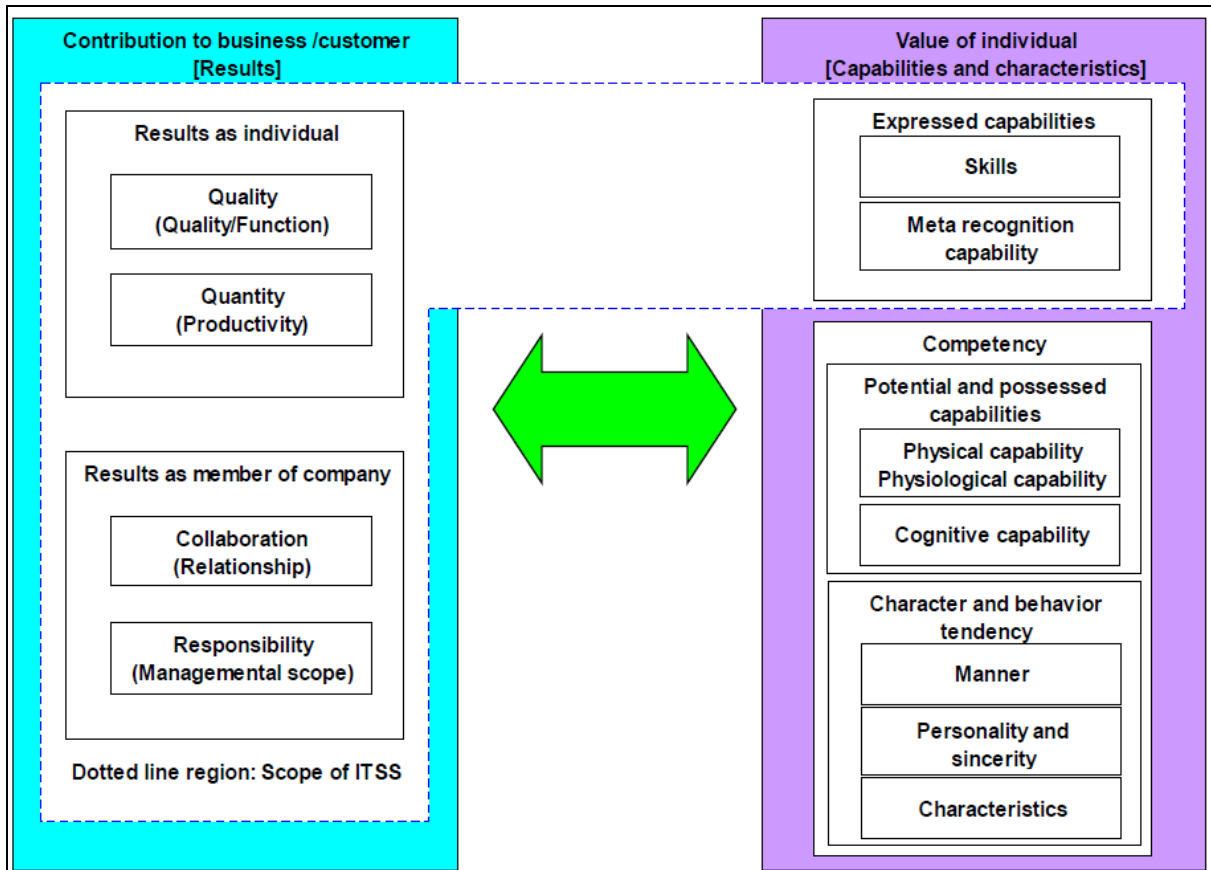 Contribution to business /customer
[Results]
Results as individual
Quality
(Quality/Function)
Quantity
(Productivity)
Results as member of company
Collaboration
(Relationship)
Responsibility
(Managemental scope)
Dotted line region: Scope of ITSS
Value of individual
[Capabilities and characteristics]
Expressed capabilities
Skills
Meta recognition
capability
Competency
Potential and possessed
capabilities
Physical capability
Physiological capability
Cognitive capability
Character and behavior
tendency
Manner
Personality and
sincerity
Characteristics